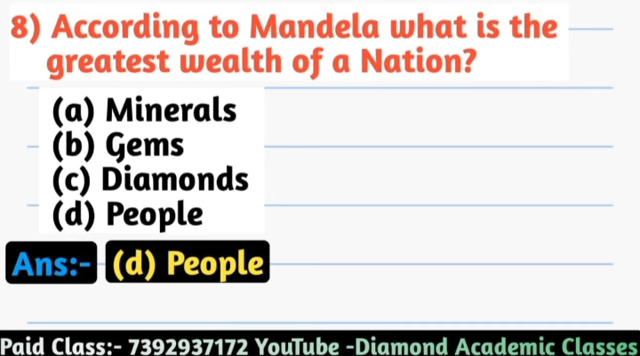 8) According to Mandela what is the
greatest wealth of a Nation?
(a) Minerals
(b) Gems
(c) Diamonds
(d) People
Ans:- (d) People
Paid Class:- 7392937172 YouTube -Diamond Academic Classes